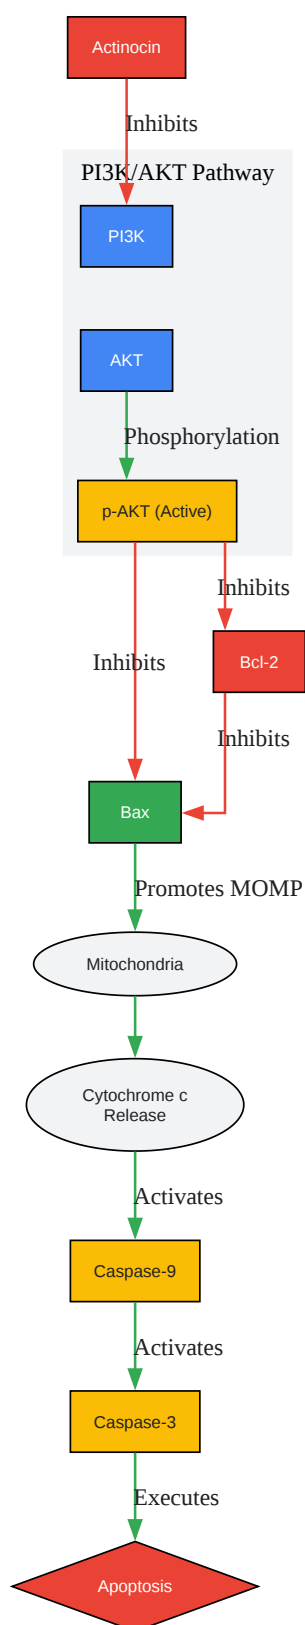 Actinocin
Inhibits
PI3K/AKT Pathway
PI3K
AKT
Phosphorylation
p-AKT (Active)
Inhibits
Inhibits
Bcl-2
Inhibits
Bax
Promotes MOMP
Mitochondria
Cytochrome c
Release
Activates
Caspase-9
Activates
Caspase-3
Executes
Apoptosis